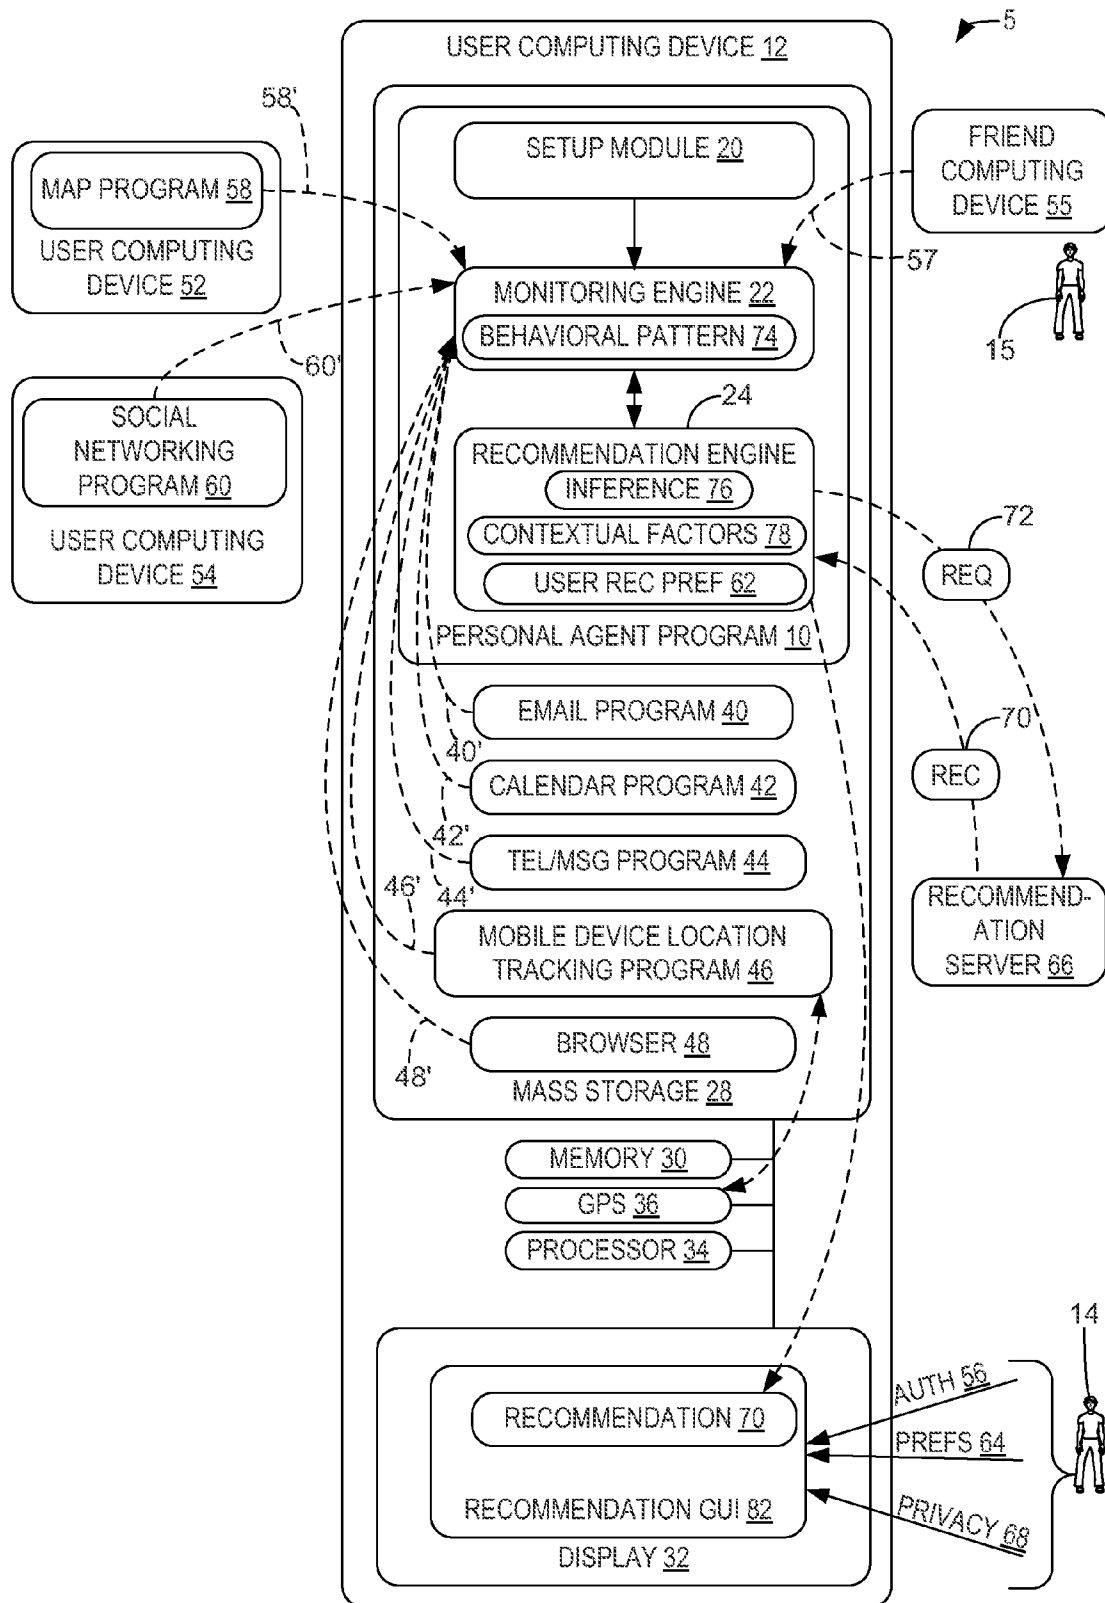 5
USER COMPUTING DEVICE 12
58'
SETUP MODULE 20
FRIEND
COMPUTING
DEVICE 55
MAP PROGRAM 58
USER COMPUTING
DEVICE 52
57
MONITORING ENGINE 22
BEHAVIORAL PATTERN 74
15
60'
SOCIAL
NETWORKING
PROGRAM 60
USER COMPUTING
DEVICE 54
24
RECOMMENDATION ENGINE
INFERENCE 76
CONTEXTUAL FACTORS 78
USER REC PREF 62
PERSONAL AGENT PROGRAM 10
72
REQ
EMAIL PROGRAM 40
40'
70
REC
CALENDAR PROGRAM 42
42'
TEL/MSG PROGRAM 44
44'
46'
MOBILE DEVICE LOCATION
TRACKING PROGRAM 46
RECOMMEND-
ATION
SERVER 66
BROWSER 48
48'
MASS STORAGE 28
MEMORY 30
GPS 36
PROCESSOR 34
14
AUTH 56
RECOMMENDATION 70
PREFS 64
PRIVACY 68
RECOMMENDATION GUI 82
DISPLAY 32